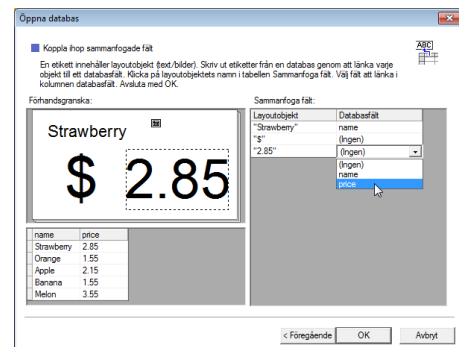 Öppna databas
Koppla ihop sammanfogade fält
ABC
En etikett innehåller layoutobjekt (text/bilder). Skriv ut etiketter från en databas genom att länka varje
objekt till ett databasfält. Klicka på layoutobjektets namn i tabellen Sammanfoga fält. Välj fält att länka i
kolumnen databasfält. Avsluta med OK.
Förhandsgranska:
Sammanfoga fält:
Strawberry
$ 2.85
Layoutobjekt Databasfält
"Strawberry" name
"$" (Ingen)
"2.85" (Ingen)
(Ingen)
name
price
name price
Strawberry 2.85
Orange 1.55
Apple 2.15
Banana 1.55
Melon 3.55
< Föregående OK Avbryt